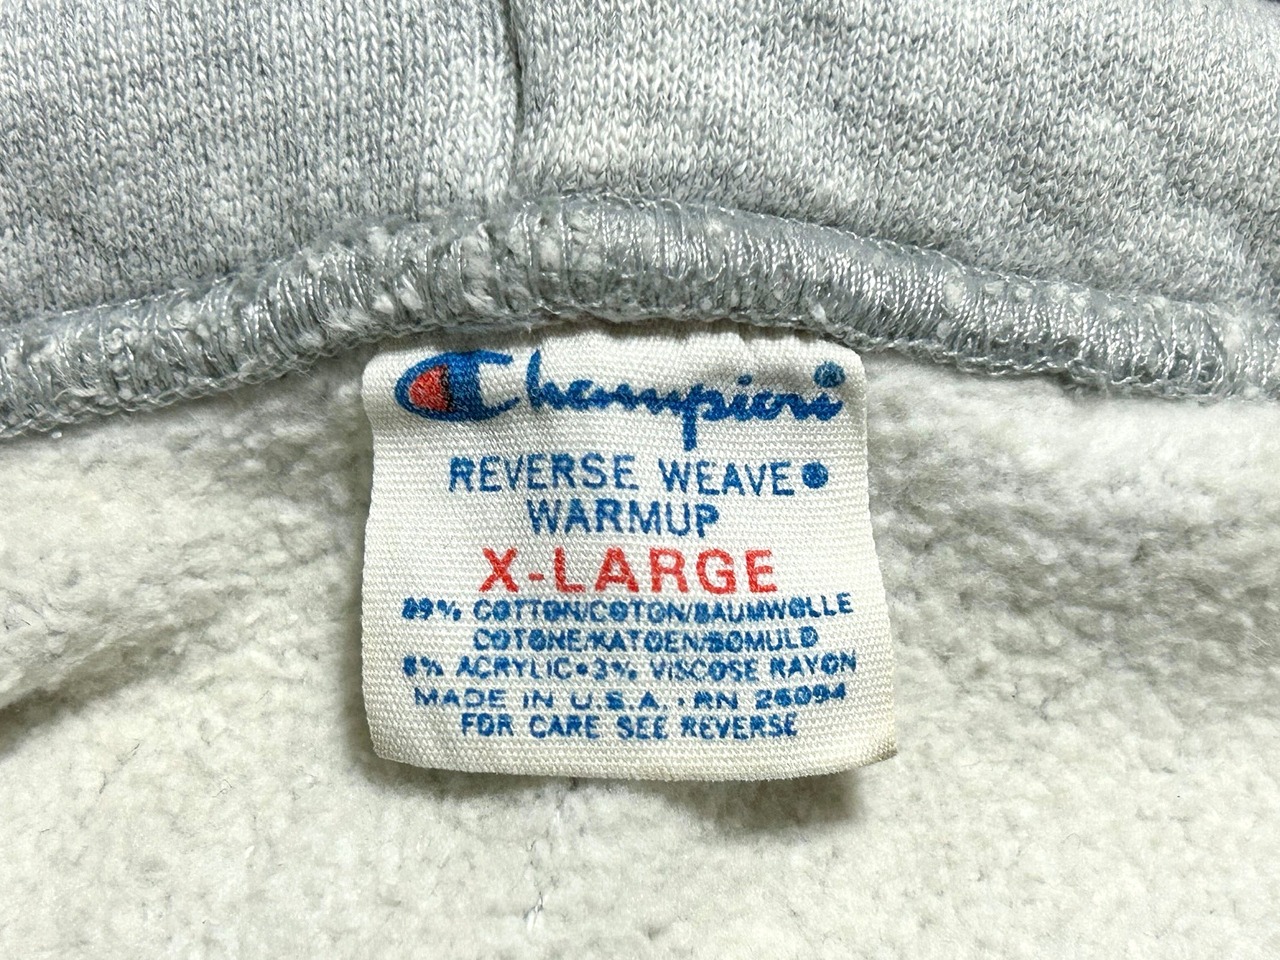 Champion
REVERSE WEAVE
WARMUP
X-LARGE
89% COTTON/COTON/BAUMWOLLE
COTONE/KATOEN/BOMULD
8% ACRYLIC•3% VISCOSE RAYON
MADE IN U.S.A. • RN 26094
FOR CARE SEE REVERSE